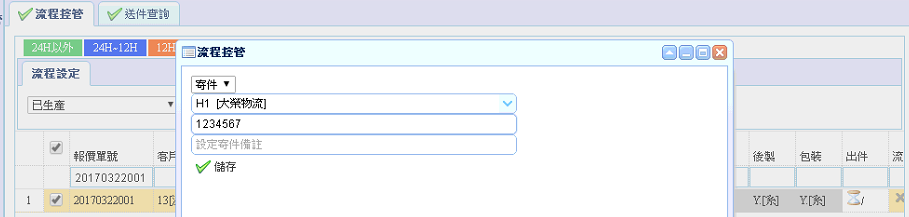 流程控管 送件查詢
24H以外 24H~12H 12H
流程控管
流程設定
寄件
已生產
H1 [大榮物流]
1234567
設定寄件備註
儲存
報價單號 客戶 後製 包裝 出件 流
20170322001
1 20170322001 13[ Y.[糸] Y.[糸] /